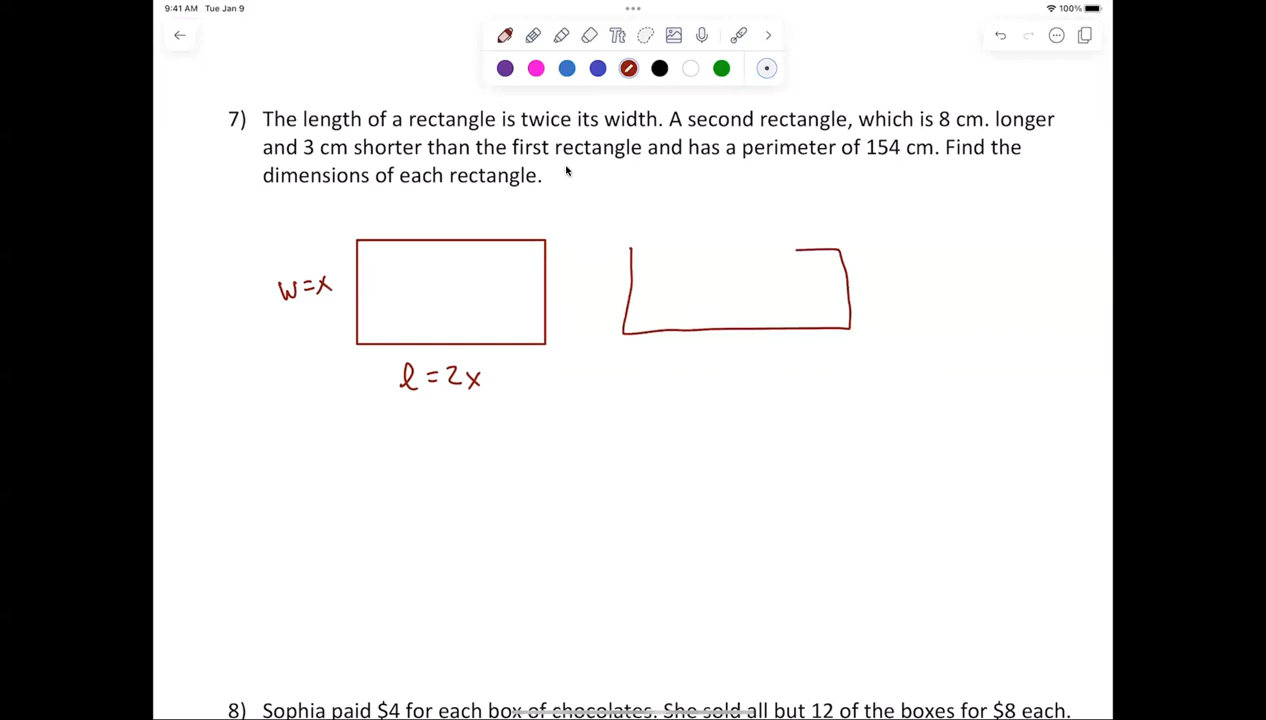 9:41 AM Tue Jan 9
100%
Tt
7) The length of a rectangle is twice its width. A second rectangle, which is 8 cm. longer
and 3 cm shorter than the first rectangle and has a perimeter of 154 cm. Find the
dimensions of each rectangle.
w=x
l=2x
8) Sophia paid $4 for each box of chocolates. She sold all but 12 of the boxes for $8 each.